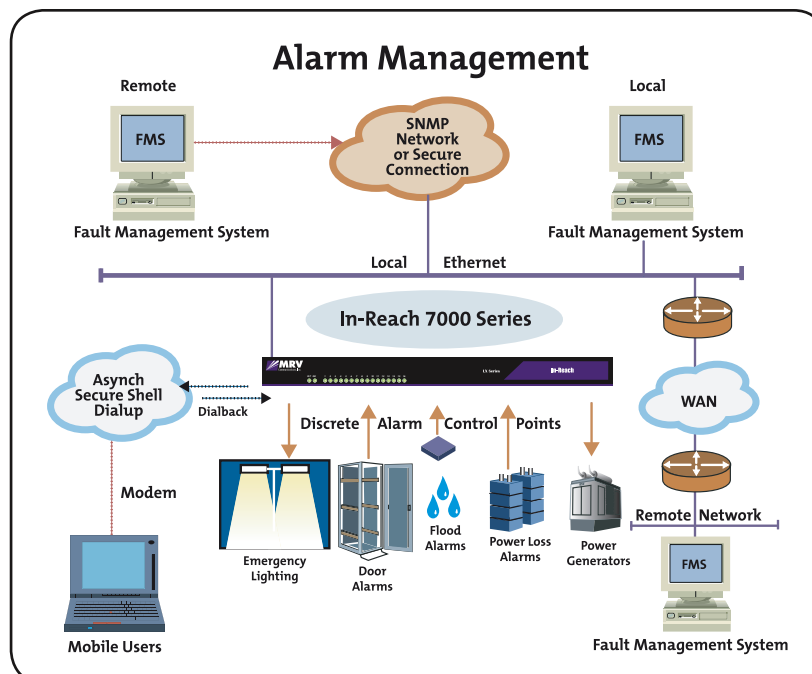 Alarm Management
Remote
Local
FMS
SNMP
Network
or Secure
Connection
FMS
Fault Management System
Fault Management System
Local Ethernet
In-Reach 7000 Series
MRV
LX Series
In-Reach
Asynch
Secure Shell
Dialup
Dialback
WAN
Discrete Alarm Control Points
Modem
Emergency
Lighting
Door
Alarms
Flood
Alarms
Power Loss
Alarms
Power
Generators
Remote Network
FMS
Mobile Users
Fault Management System